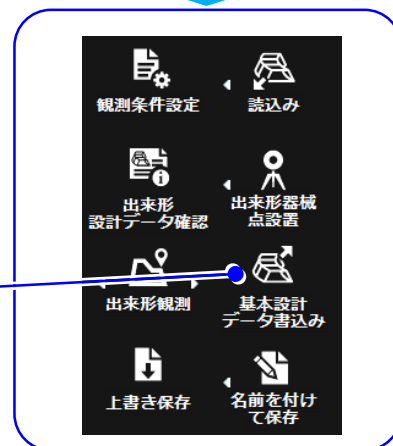 観測条件設定
読込み
出来形
設計データ確認
出来形器械
点設置
出来形観測
基本設計
データ書込み
上書き保存
名前を付け
て保存